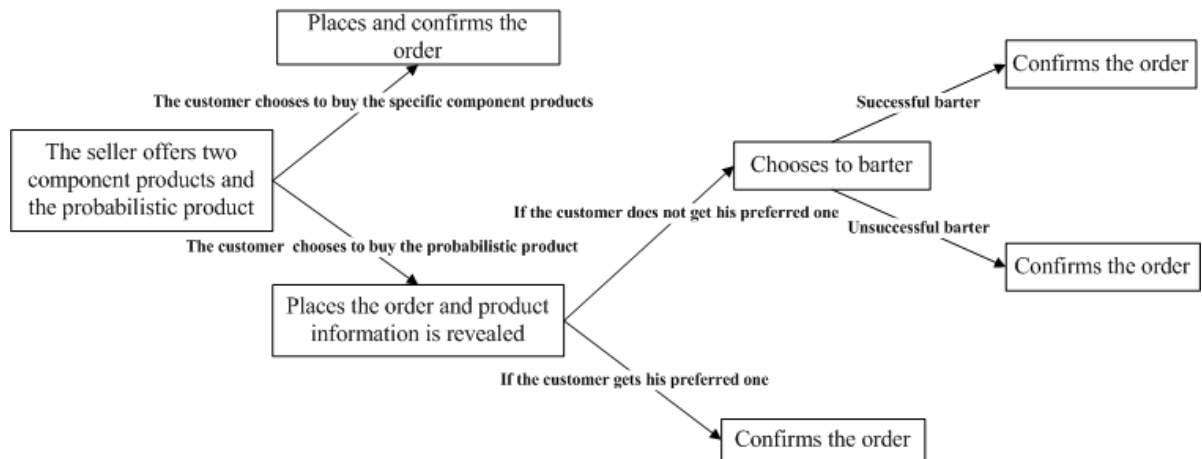 Places and confirms the
order
Confirms the order
Successful barter
The customer chooses to buy the specific component products
The seller offers two
component products and
the probabilistic product
Chooses to barter
If the customer does not get his preferred one
Unsuccessful barter
The customer chooses to buy the probabilistic product
Confirms the order
Places the order and product
information is revealed
If the customer gets his preferred one
Confirms the order